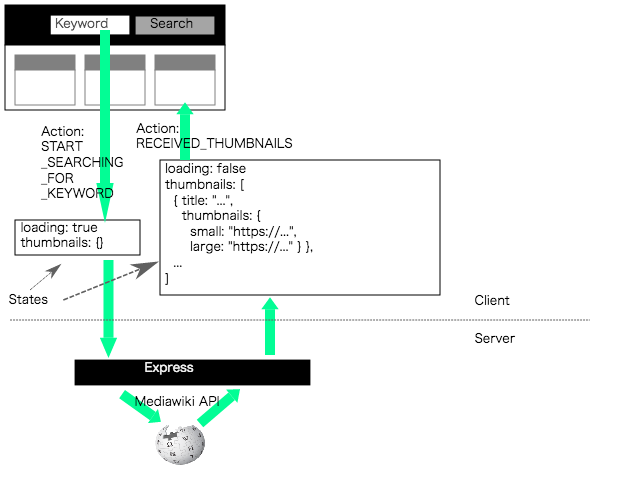 Keyword
Search
Action:
START
_SEARCHING
_FOR
_KEYWORD
Action:
RECEIVED_THUMBNAILS
loading: false
thumbnails: [
{ title: "...",
thumbnails: {
small: "https://...",
large: "https://..." } },
...
]
loading: true
thumbnails: {}
States
Client
Server
Express
Mediawiki API